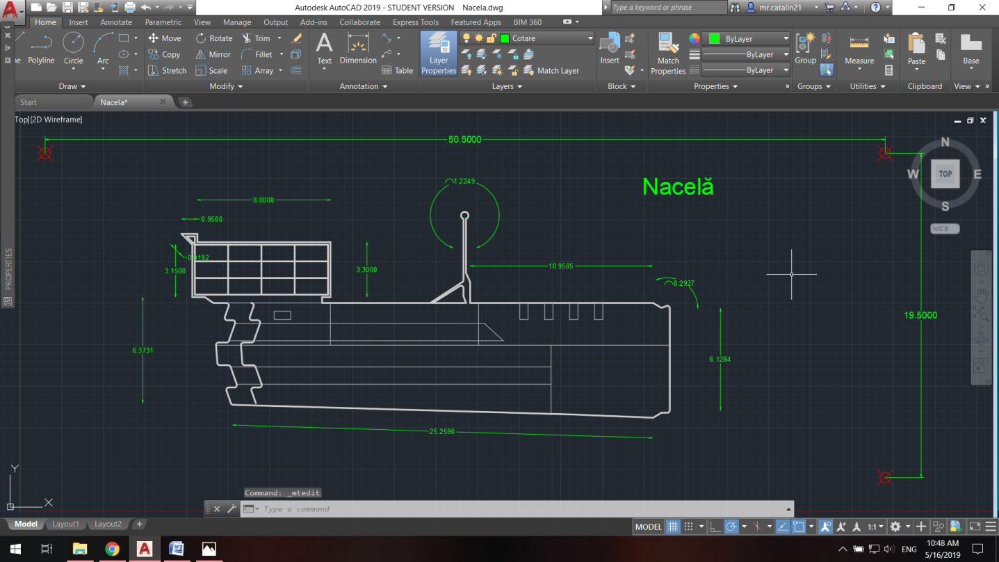 Autodesk AutoCAD 2019 - STUDENT VERSION Nacela.dwg
Type a keyword or phrase
mr.catalin21
Home Insert Annotate Parametric View Manage Output Add-ins Collaborate Express Tools Featured Apps BIM 360
Move Rotate Trim Cotare ByLayer
Polyline Circle Arc Copy Mirror Fillet Text Dimension Layer Properties Insert Match Properties ByLayer Group Measure Paste Base
Stretch Scale Array Table Match Layer ByLayer
Draw Modify Annotation Layers Block Properties Groups Utilities Clipboard View
Start Nacela*
Top][2D Wireframe]
50.5000
N
W TOP E
S
WCS
Nacelă
1.2249
8.0000
0.9500
0.9192
3.1500
3.3000
10.9585
0.2927
PROPERTIES
19.5000
6.3731
6.1284
25.2590
Y
X
Command: _mtedit
Type a command
Model Layout1 Layout2
MODEL 1:1
ENG
10:48 AM
5/16/2019